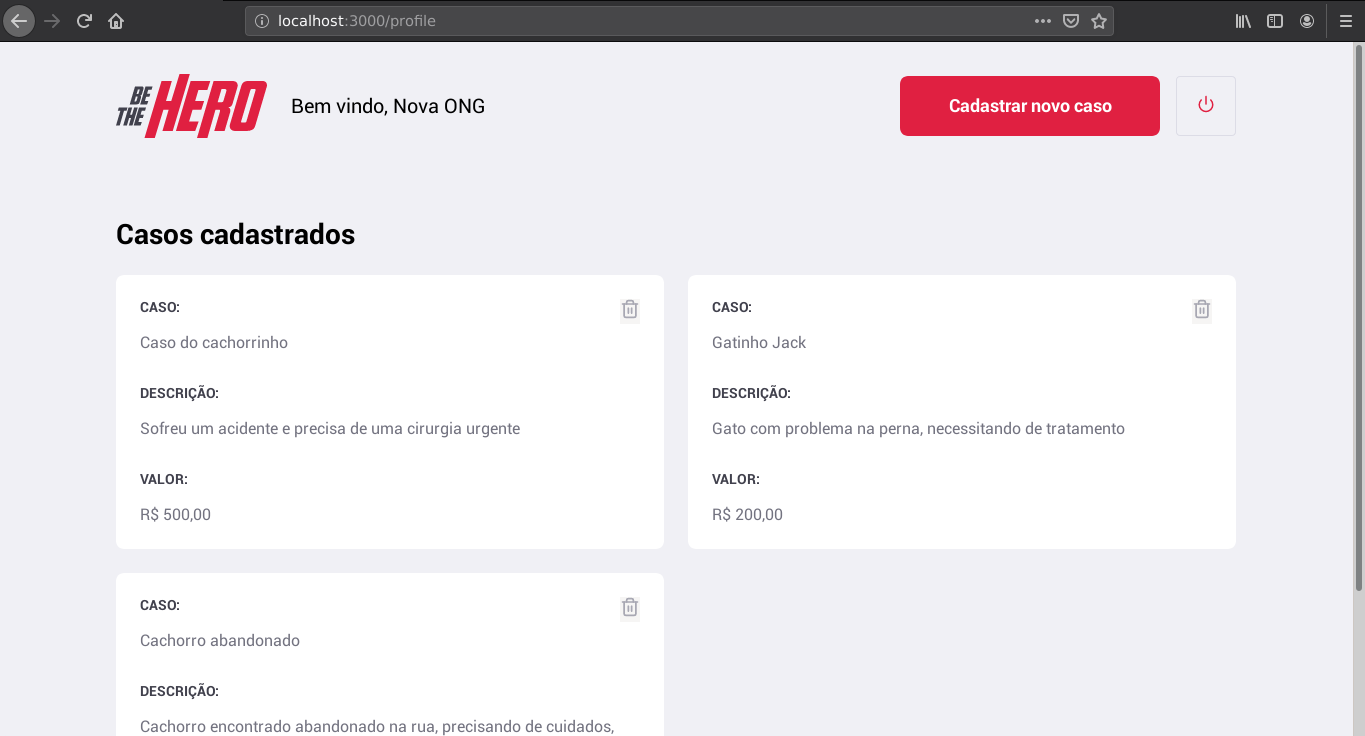 localhost:3000/profile
BE THE HERO
Bem vindo, Nova ONG
Cadastrar novo caso
Casos cadastrados
CASO:
Caso do cachorrinho
DESCRIÇÃO:
Sofreu um acidente e precisa de uma cirurgia urgente
VALOR:
R$ 500,00
CASO:
Gatinho Jack
DESCRIÇÃO:
Gato com problema na perna, necessitando de tratamento
VALOR:
R$ 200,00
CASO:
Cachorro abandonado
DESCRIÇÃO:
Cachorro encontrado abandonado na rua, precisando de cuidados,